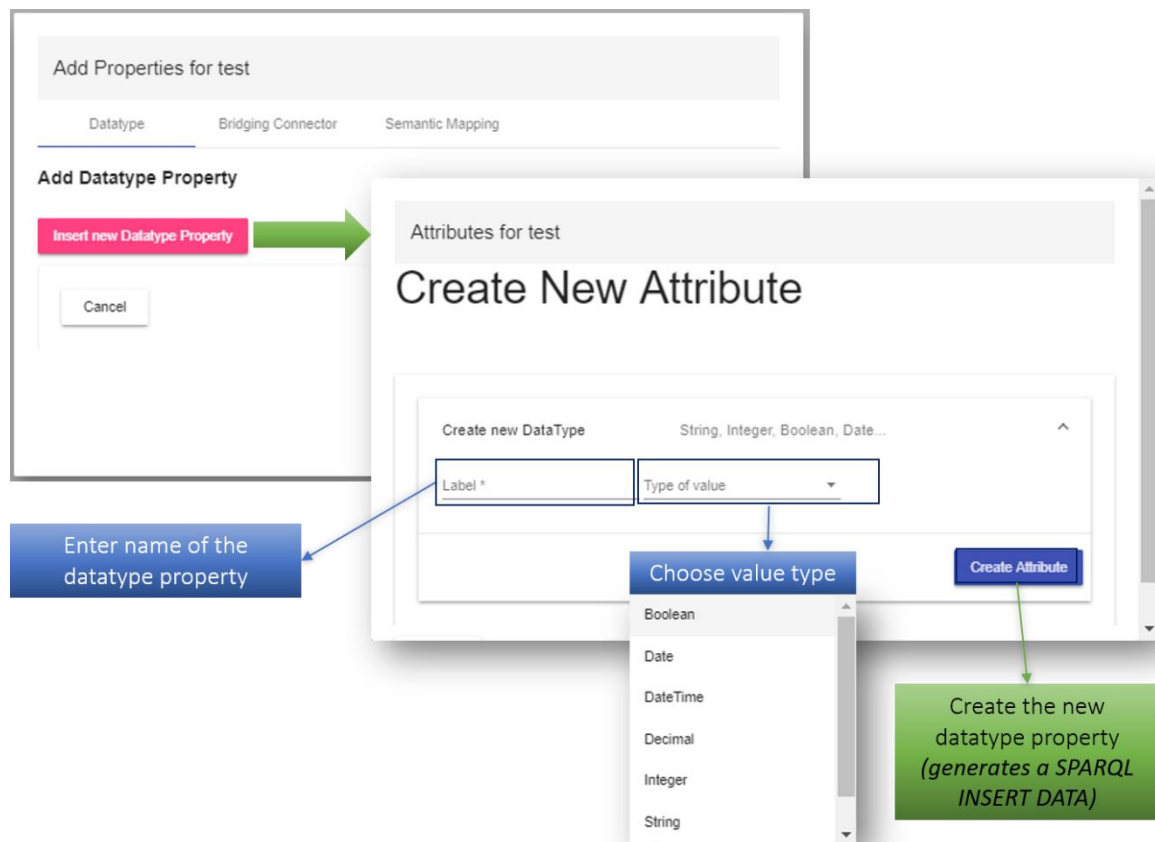 Add Properties for test
Datatype Bridging Connector Semantic Mapping
Add Datatype Property
Insert new Datatype Property
Cancel
Attributes for test
Create New Attribute
Create new DataType String, Integer, Boolean, Date...
Label * Type of value
Enter name of the
datatype property
Choose value type
Create Attribute
Boolean
Date
DateTime
Decimal
Integer
String
Create the new
datatype property
(generates a SPARQL
INSERT DATA)